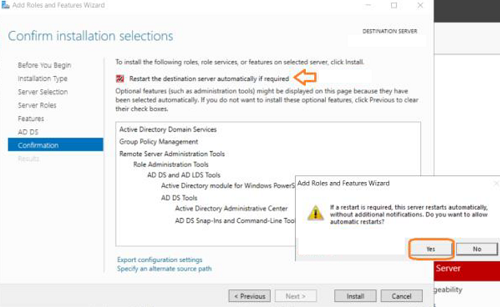 Add Roles and Features Wizard
Confirm installation selections
DESTINATION SERVER
Before You Begin
Installation Type
Server Selection
Server Roles
Features
AD DS
Confirmation
Results
To install the following roles, role services, or features on selected server, click Install.
Restart the destination server automatically if required
Optional features (such as administration tools) might be displayed on this page because they have
been selected automatically. If you do not want to install these optional features, click Previous to clear
their check boxes.
Active Directory Domain Services
Group Policy Management
Remote Server Administration Tools
Role Administration Tools
AD DS and AD LDS Tools
Active Directory module for Windows PowerS
AD DS Tools
Active Directory Administrative Center
AD DS Snap-Ins and Command-Line Tool
Export configuration settings
Specify an alternate source path
< Previous
Next >
Install
Cancel
Add Roles and Features Wizard
If a restart is required, this server restarts automatically,
without additional notifications. Do you want to allow
automatic restarts?
Yes
No
Server
geability